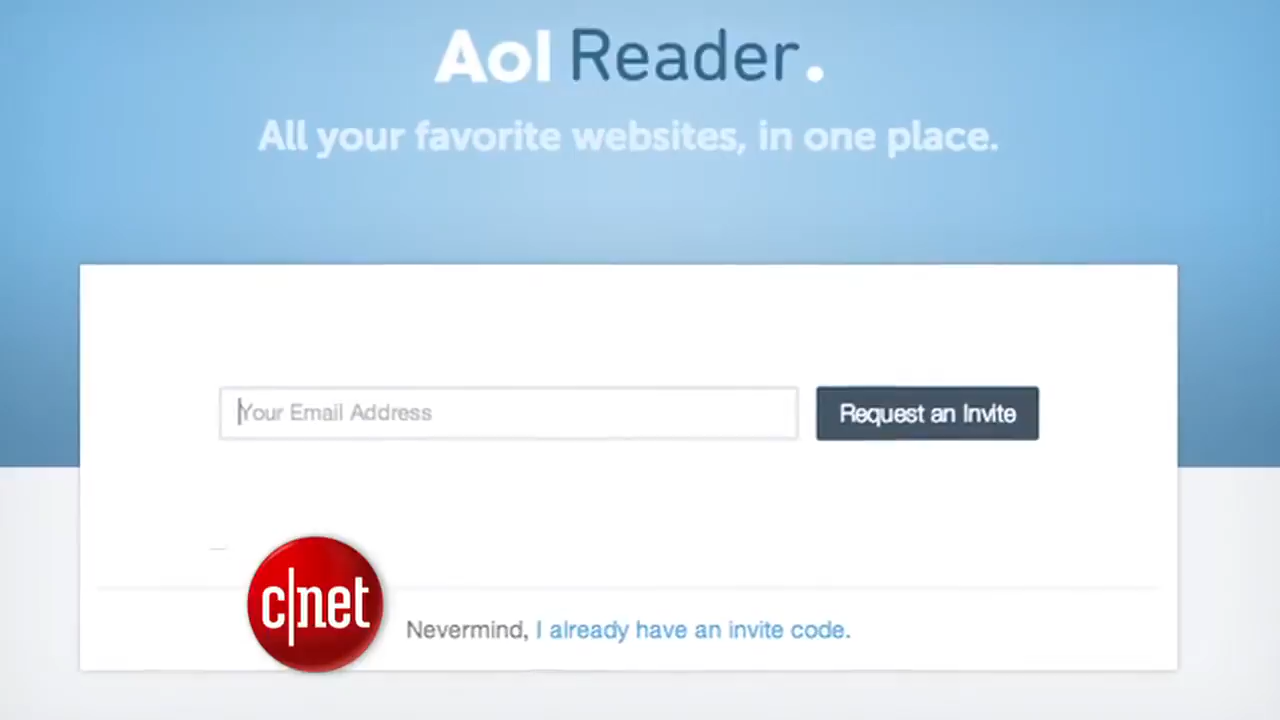 Aol Reader.
All your favorite websites, in one place.
Your Email Address
Request an Invite
c|net
Nevermind, I already have an invite code.